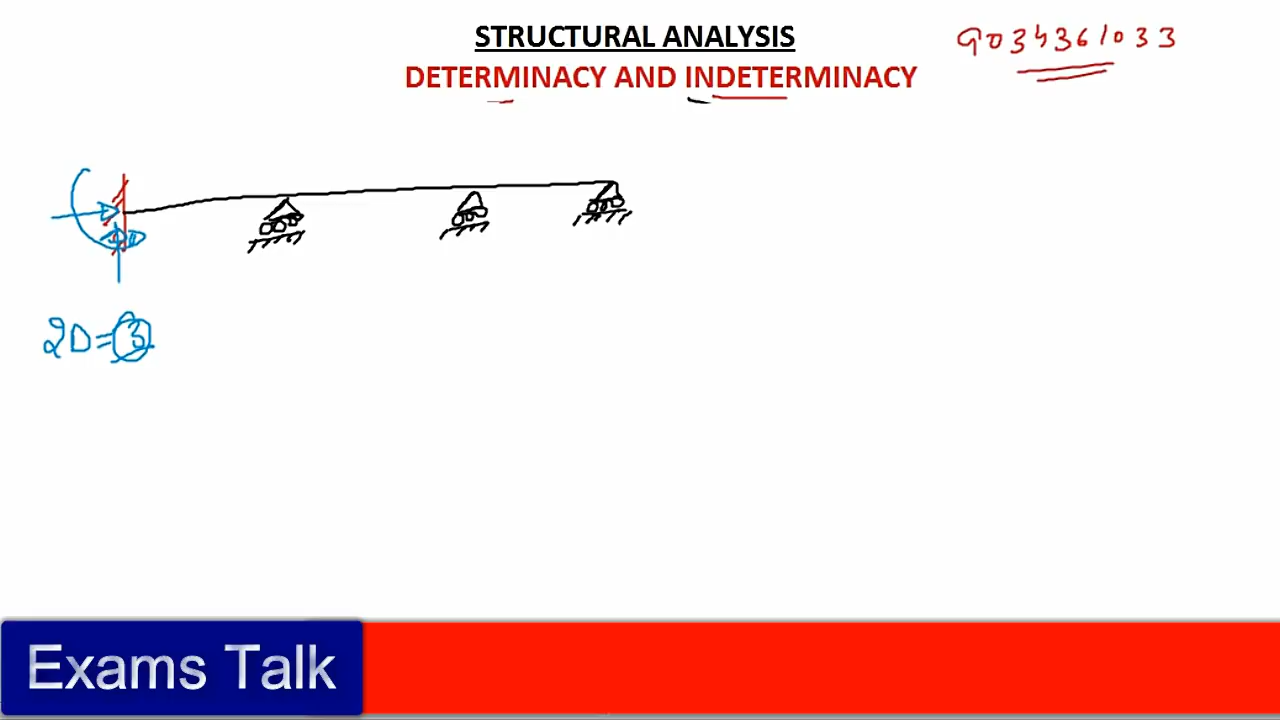 STRUCTURAL ANALYSIS
9034361033
DETERMINACY AND INDETERMINACY
2D=3
Exams Talk